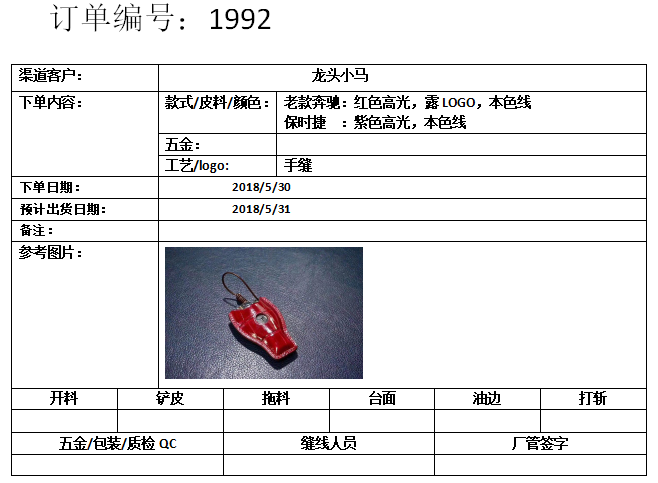 订单编号：1992
渠道客户： 龙头小马
下单内容： 款式/皮料/颜色： 老款奔驰：红色高光，露LOGO，本色线
保时捷 ：紫色高光，本色线
五金：
工艺/logo: 手缝
下单日期： 2018/5/30
预计出货日期： 2018/5/31
备注：
参考图片：
开料 铲皮 拖料 台面 油边 打斩
五金/包装/质检 QC 缝线人员 厂管签字